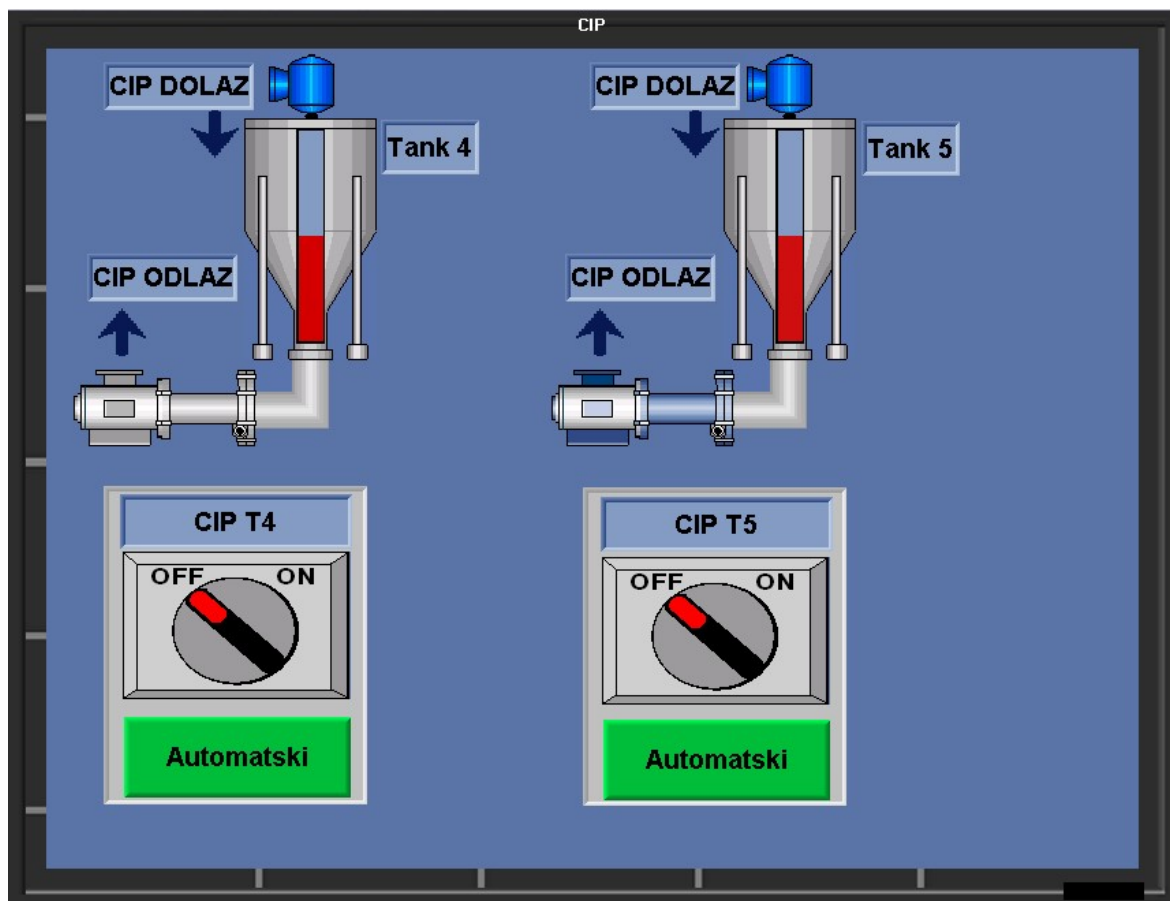 CIP
CIP DOLAZ
Tank 4
CIP ODLAZ
CIP DOLAZ
Tank 5
CIP ODLAZ
CIP T4
OFF ON
Automatski
CIP T5
OFF ON
Automatski